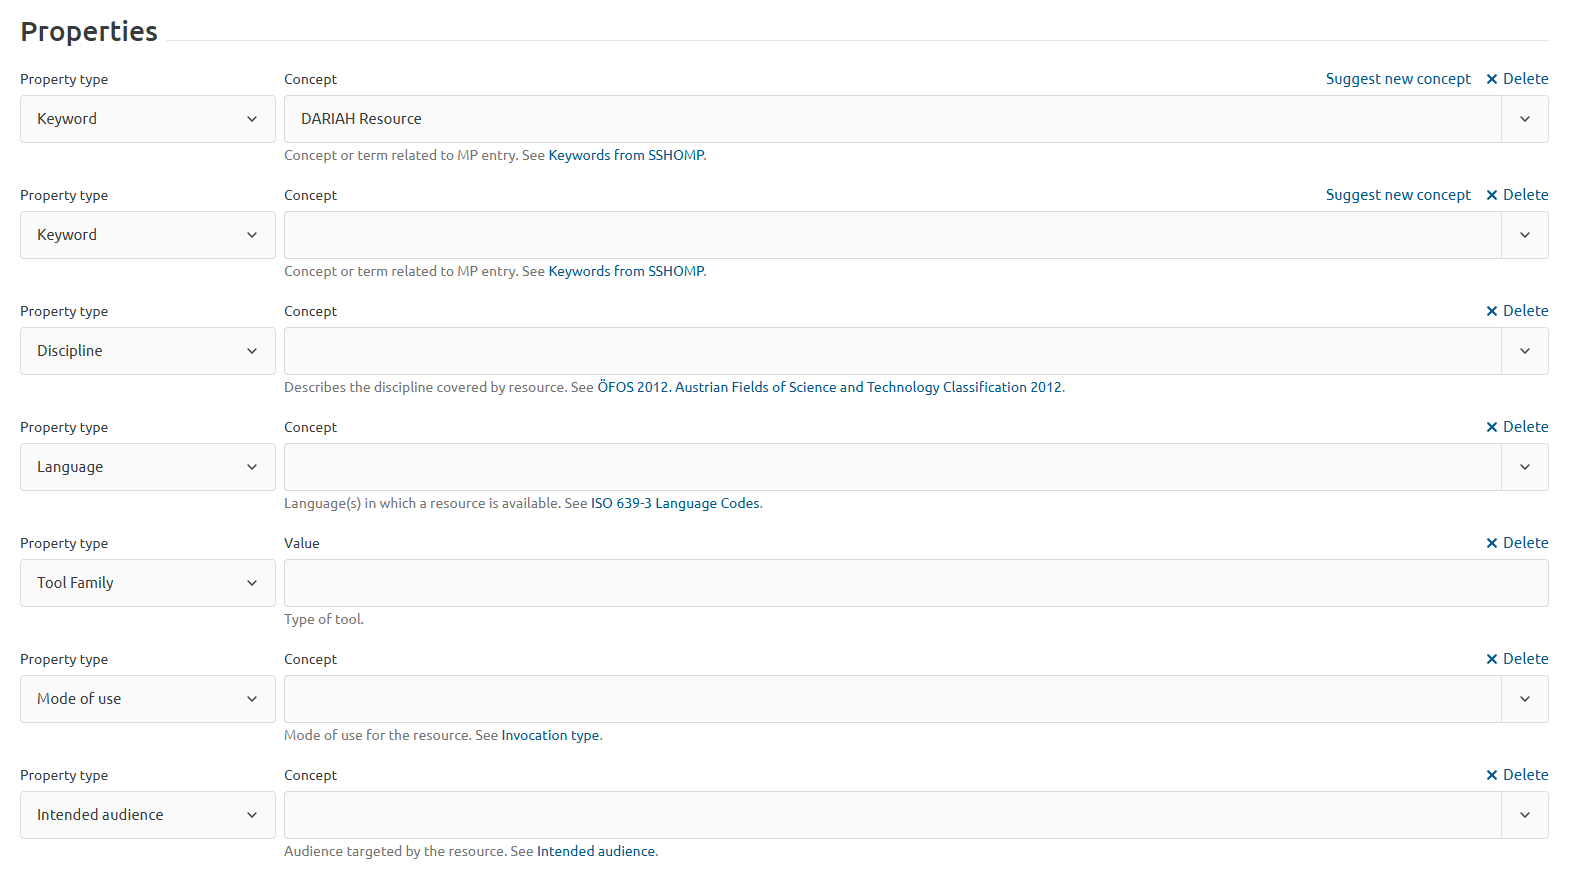 Properties
Property type Concept Suggest new concept Delete
Keyword DARIAH Resource
Concept or term related to MP entry. See Keywords from SSHOMP.
Property type Concept Suggest new concept Delete
Keyword
Concept or term related to MP entry. See Keywords from SSHOMP.
Property type Concept Delete
Discipline
Describes the discipline covered by resource. See ÖFOS 2012. Austrian Fields of Science and Technology Classification 2012.
Property type Concept Delete
Language
Language(s) in which a resource is available. See ISO 639-3 Language Codes.
Property type Value Delete
Tool Family
Type of tool.
Property type Concept Delete
Mode of use
Mode of use for the resource. See Invocation type.
Property type Concept Delete
Intended audience
Audience targeted by the resource. See Intended audience.